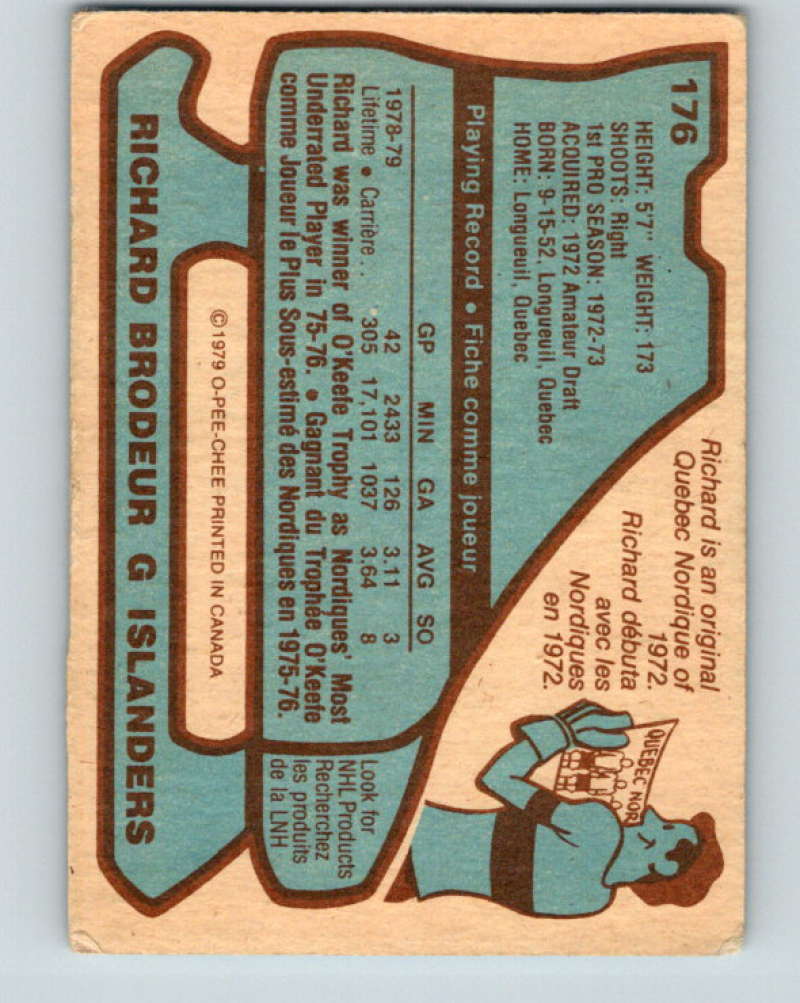 176
HEIGHT: 5'7" WEIGHT: 173
SHOOTS: Right
1st PRO SEASON: 1972-73
ACQUIRED: 1972 Amateur Draft
BORN: 9-15-52, Longueuil, Quebec
HOME: Longueuil, Quebec
Richard is an original
Quebec Nordique of
1972.
Richard débuta
avec les
Nordiques
en 1972.
QUEBEC NOR
Playing Record • Fiche comme joueur
GP MIN GA AVG SO
1978-79 42 2433 126 3.11 3
Lifetime • Carrière . . 305 17,101 1037 3.64 8
Richard was winner of O'Keefe Trophy as Nordiques' Most
Underrated Player in 75-76. • Gagnant du Trophée O'Keefe
comme Joueur le Plus Sous-estimé des Nordiques en 1975-76.
Look for
NHL Products
Recherchez
les produits
de la LNH
©1979 O-PEE-CHEE PRINTED IN CANADA
RICHARD BRODEUR G ISLANDERS